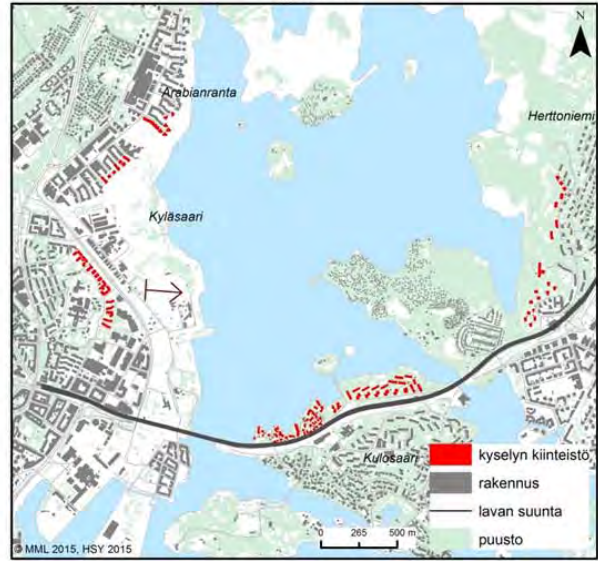 N
Arabianranta
Herttoniemi
Kyläsaari
Kulosaari
kyselyn kiinteistö
rakennus
lavan suunta
puusto
0 265 500 m
© MML 2015, HSY 2015